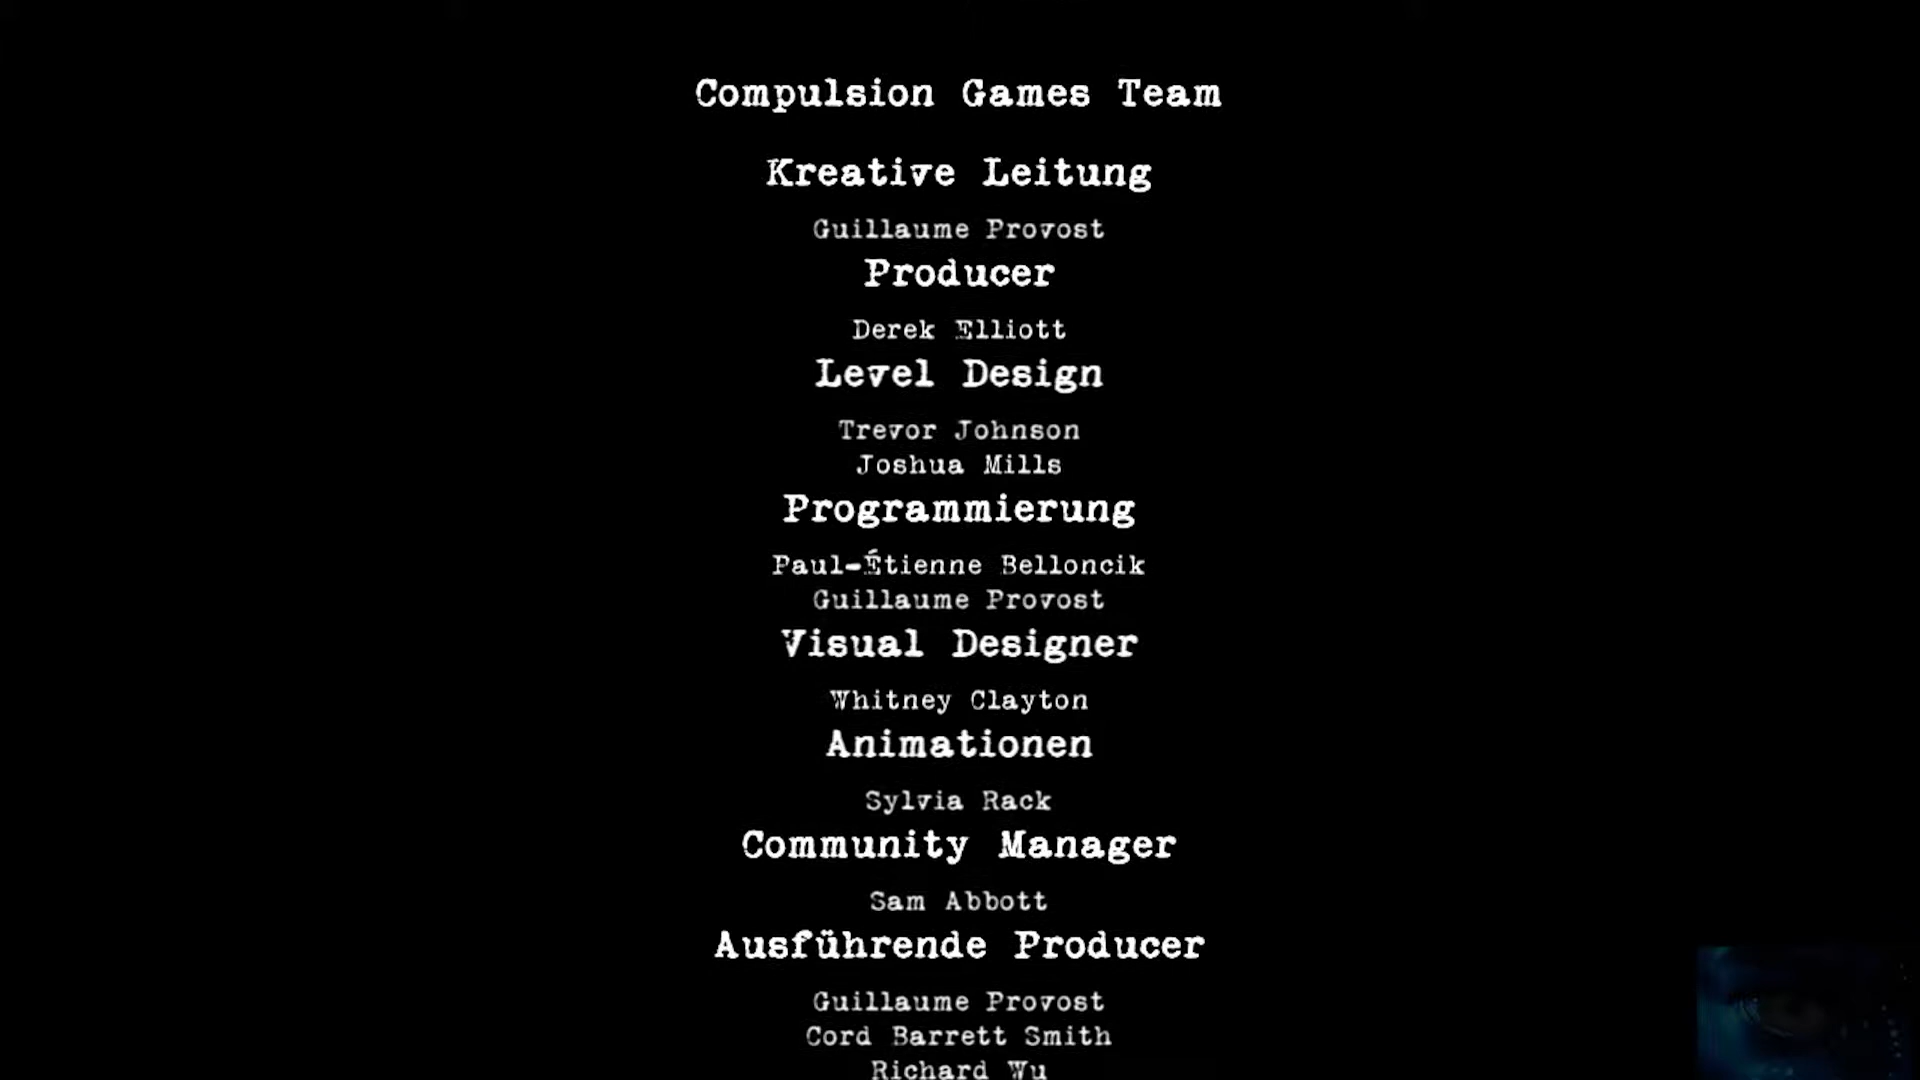 Compulsion Games Team
Kreative Leitung
Guillaume Provost
Producer
Derek Elliott
Level Design
Trevor Johnson
Joshua Mills
Programmierung
Paul-Étienne Belloncik
Guillaume Provost
Visual Designer
Whitney Clayton
Animationen
Sylvia Rack
Community Manager
Sam Abbott
Ausführende Producer
Guillaume Provost
Cord Barrett Smith
Richard Wu